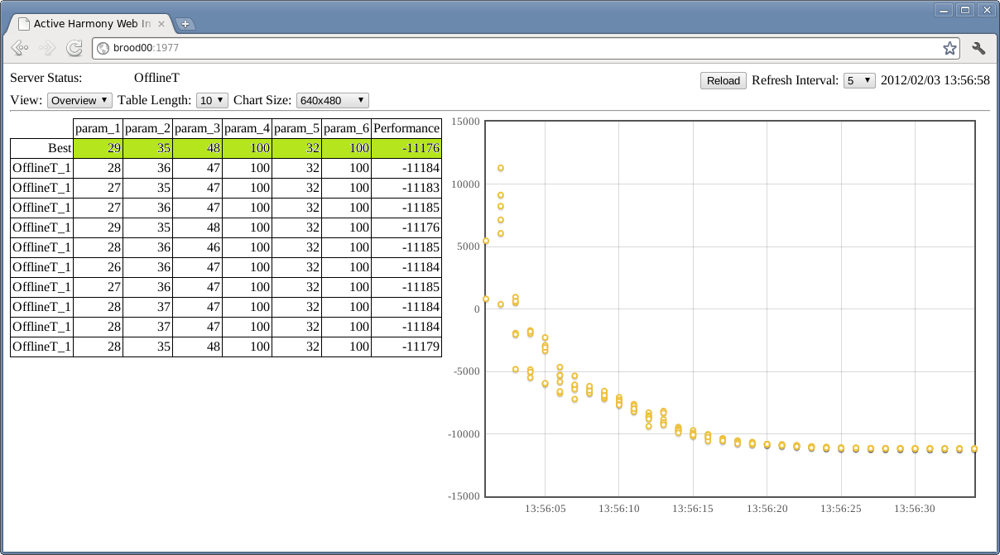 Active Harmony Web In
brood00:1977
Server Status: OfflineT Reload Refresh Interval: 5 2012/02/03 13:56:58
View: Overview Table Length: 10 Chart Size: 640x480
param_1 param_2 param_3 param_4 param_5 param_6 Performance
Best 29 35 48 100 32 100 -11176
OfflineT_1 28 36 47 100 32 100 -11184
OfflineT_1 27 35 47 100 32 100 -11183
OfflineT_1 27 36 47 100 32 100 -11185
OfflineT_1 29 35 48 100 32 100 -11176
OfflineT_1 28 36 46 100 32 100 -11185
OfflineT_1 26 36 47 100 32 100 -11184
OfflineT_1 27 36 47 100 32 100 -11185
OfflineT_1 28 37 47 100 32 100 -11184
OfflineT_1 28 37 47 100 32 100 -11184
OfflineT_1 28 35 48 100 32 100 -11179
15000
10000
5000
0
-5000
-10000
-15000
13:56:05 13:56:10 13:56:15 13:56:20 13:56:25 13:56:30